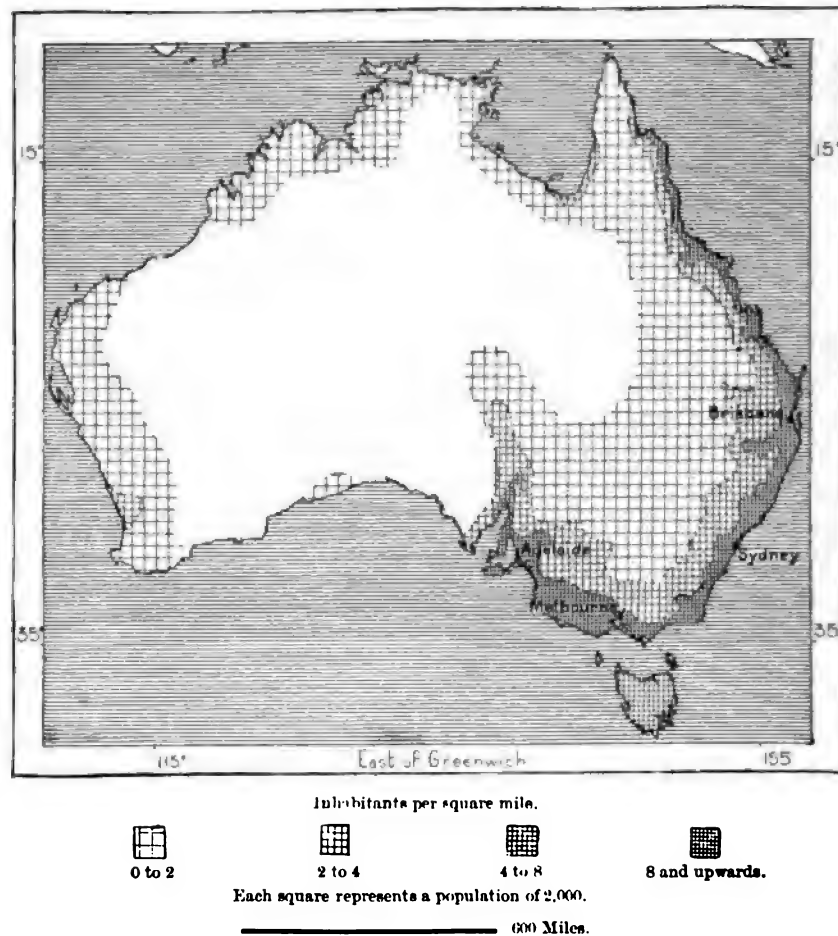 15°
15°
Brisbane
Adelaide
Sydney
Melbourne
35
35
115°
East of Greenwich
155
Inhabitants per square mile.
0 to 2
2 to 4
4 to 8
8 and upwards.
Each square represents a population of 2,000.
600 Miles.